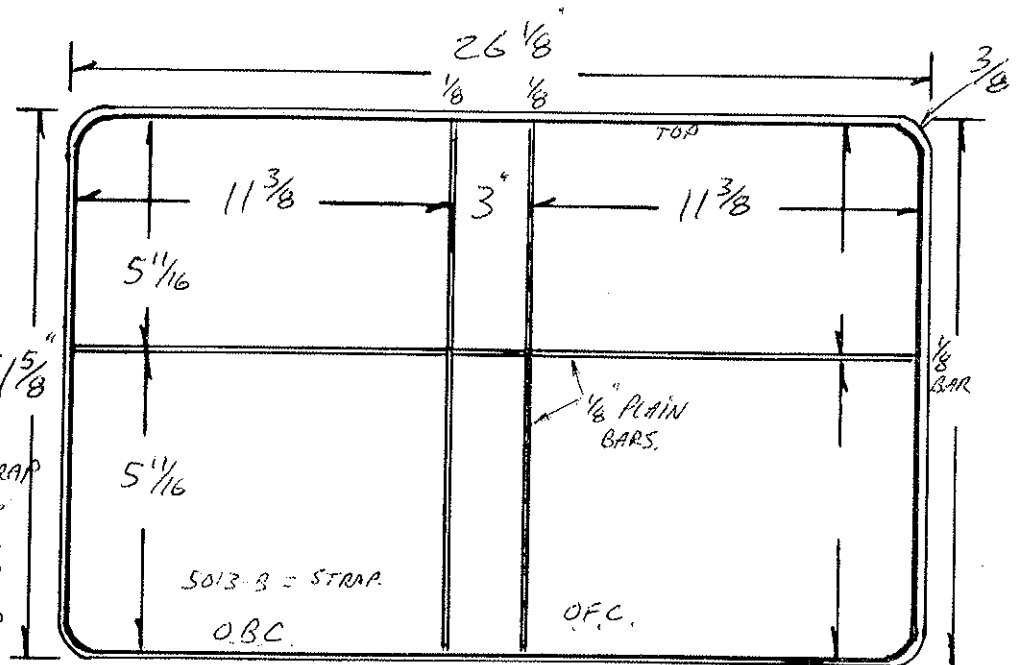 26 1/8"
1/8 1/8
3/8
TOP
11 3/8 3" 11 3/8
5 11/16
1/8
BAR
1/8" PLAIN
BARS.
5 11/16
5013-B = STRAP.
O.B.C. O.F.C.